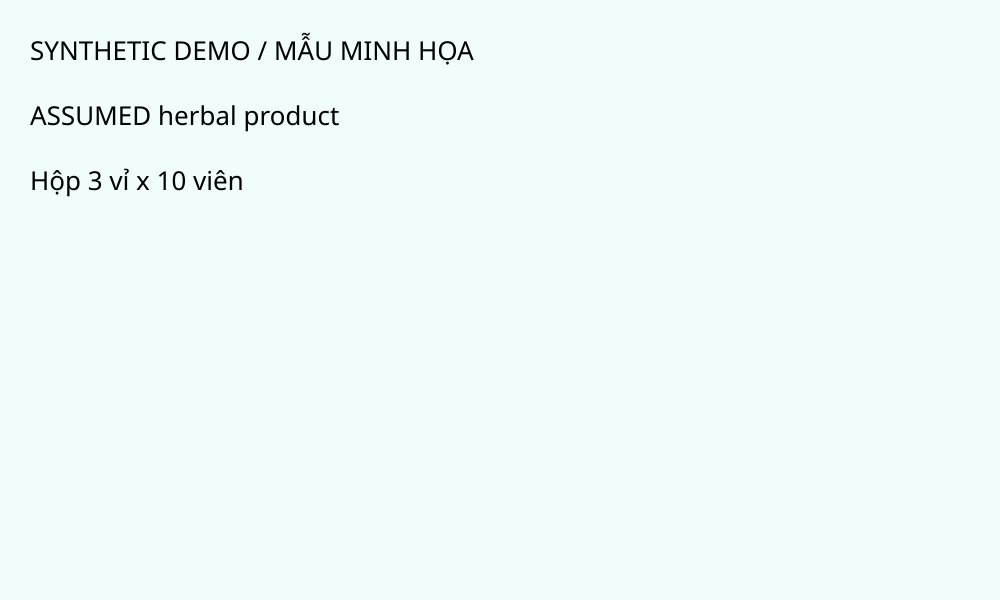 SYNTHETIC DEMO / MẪU MINH HỌA
ASSUMED herbal product
Hộp 3 vỉ x 10 viên